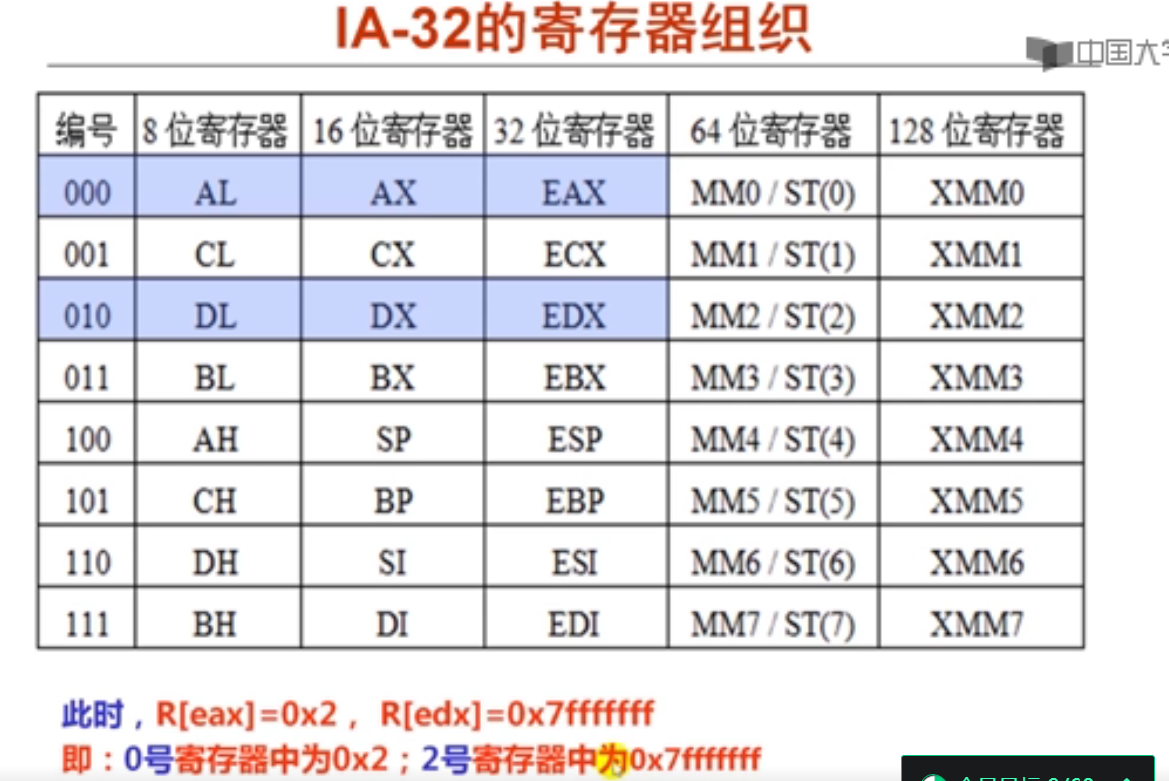 IA-32的寄存器组织
中国大
编号 8 位寄存器 16 位寄存器 32 位寄存器 64 位寄存器 128 位寄存器
000 AL AX EAX MM0 / ST(0) XMM0
001 CL CX ECX MM1 / ST(1) XMM1
010 DL DX EDX MM2 / ST(2) XMM2
011 BL BX EBX MM3 / ST(3) XMM3
100 AH SP ESP MM4 / ST(4) XMM4
101 CH BP EBP MM5 / ST(5) XMM5
110 DH SI ESI MM6 / ST(6) XMM6
111 BH DI EDI MM7 / ST(7) XMM7
此时，R[eax]=0x2， R[edx]=0x7fffffff
即：0号寄存器中为0x2；2号寄存器中为0x7fffffff